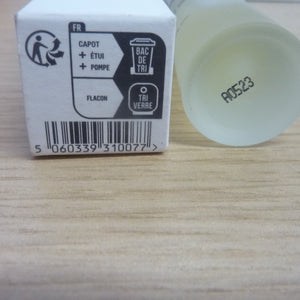 FR
CAPOT
+ ÉTUI
+ POMPE
BAC
DE
TRI
FLACON
TRI
VERRE
5 060339 310077 >
A0523